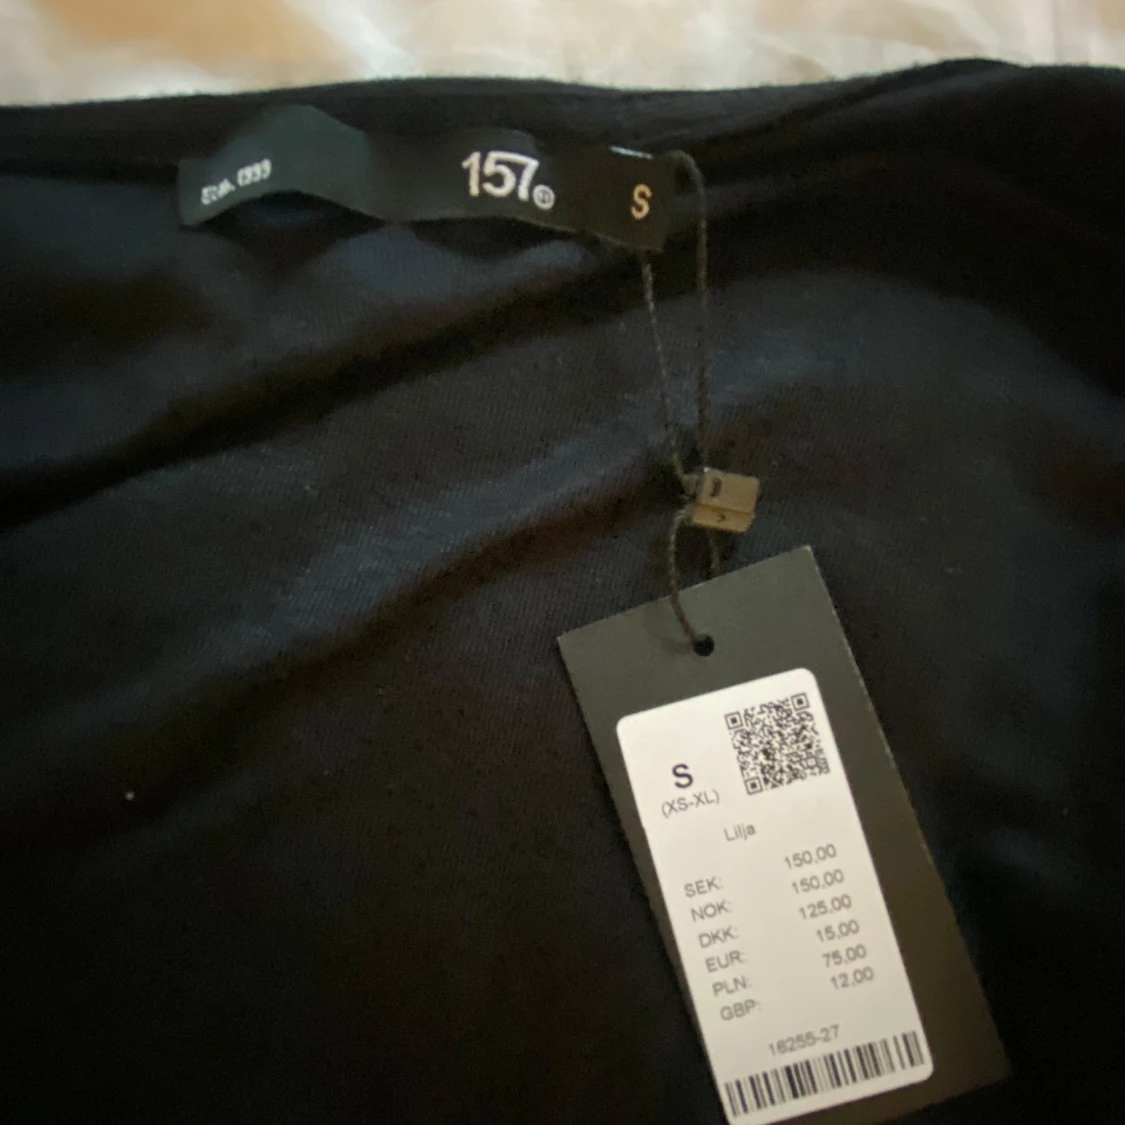 Est. 1999
157
S
S
(XS-XL)
Lilja
SEK: 150,00
NOK: 150,00
DKK: 125,00
EUR: 15,00
PLN: 75,00
GBP: 12,00
16255-27